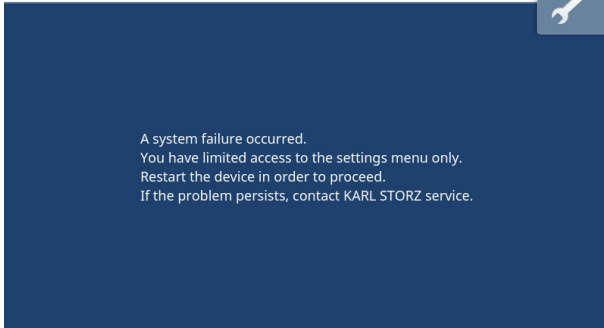 A system failure occurred.
You have limited access to the settings menu only.
Restart the device in order to proceed.
If the problem persists, contact KARL STORZ service.